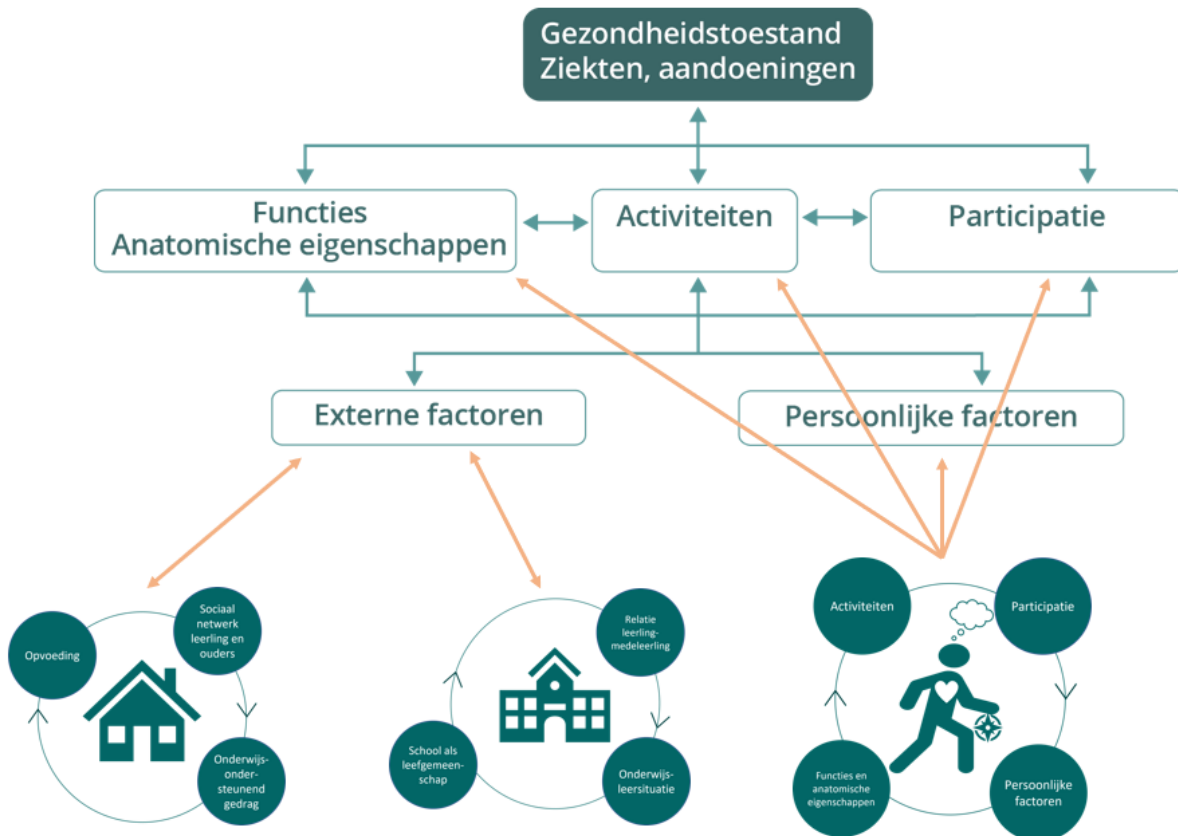 Gezondheidstoestand
Ziekten, aandoeningen
Functies
Anatomische eigenschappen
Activiteiten
Participatie
Externe factoren
Persoonlijke factoren
Opvoeding
Sociaal
netwerk
leerling en
ouders
Onderwijs-
onder-
steunend
gedrag
Relatie
leerling-
medeleerling
School als
leefgemeen-
schap
Onderwijs-
leersituatie
Activiteiten
Participatie
Functies en
anatomische
eigenschappen
Persoonlijke
factoren